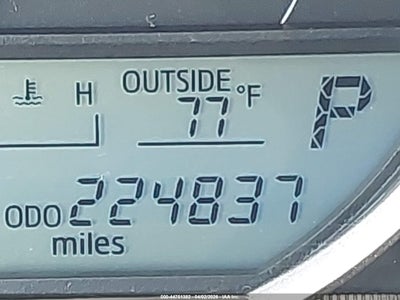 H OUTSIDE
77 °F P
ODO 224837
miles